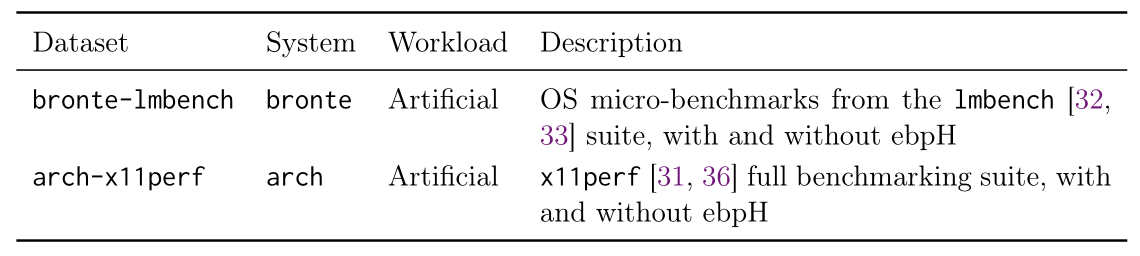 Dataset System Workload Description
bronte-lmbench bronte Artificial OS micro-benchmarks from the lmbench [32,
33] suite, with and without ebpH
arch-x11perf arch Artificial x11perf [31, 36] full benchmarking suite, with
and without ebpH